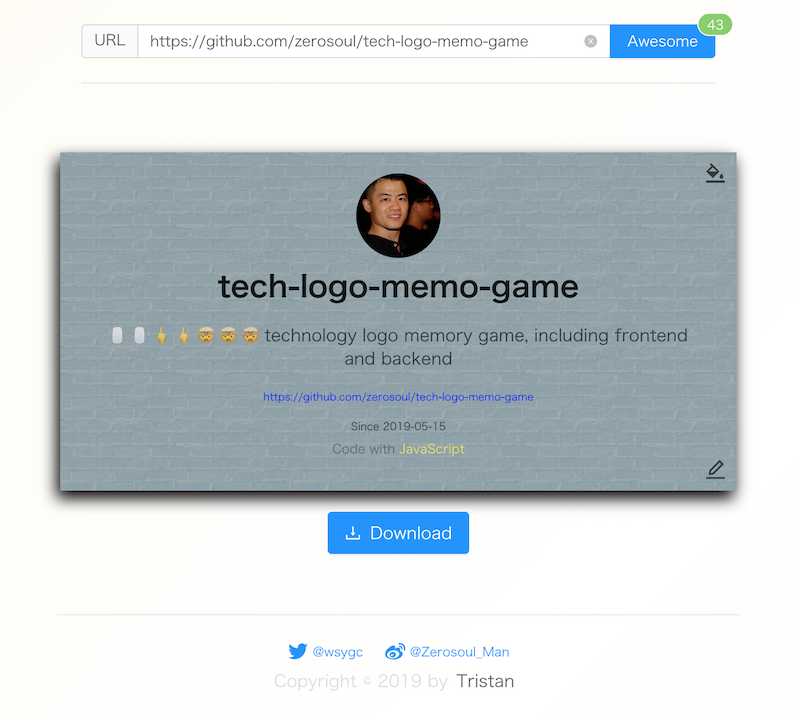 43
URL https://github.com/zerosoul/tech-logo-memo-game Awesome
tech-logo-memo-game
technology logo memory game, including frontend
and backend
https://github.com/zerosoul/tech-logo-memo-game
Since 2019-05-15
Code with JavaScript
Download
@wsygc @Zerosoul_Man
Copyright © 2019 by Tristan